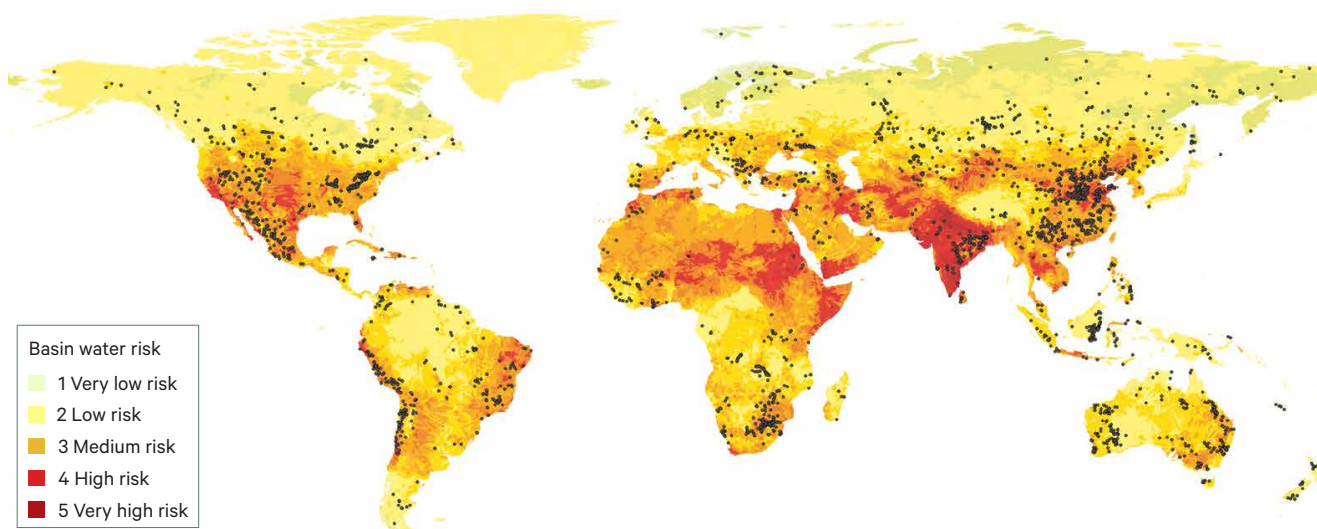 Basin water risk
1 Very low risk
2 Low risk
3 Medium risk
4 High risk
5 Very high risk